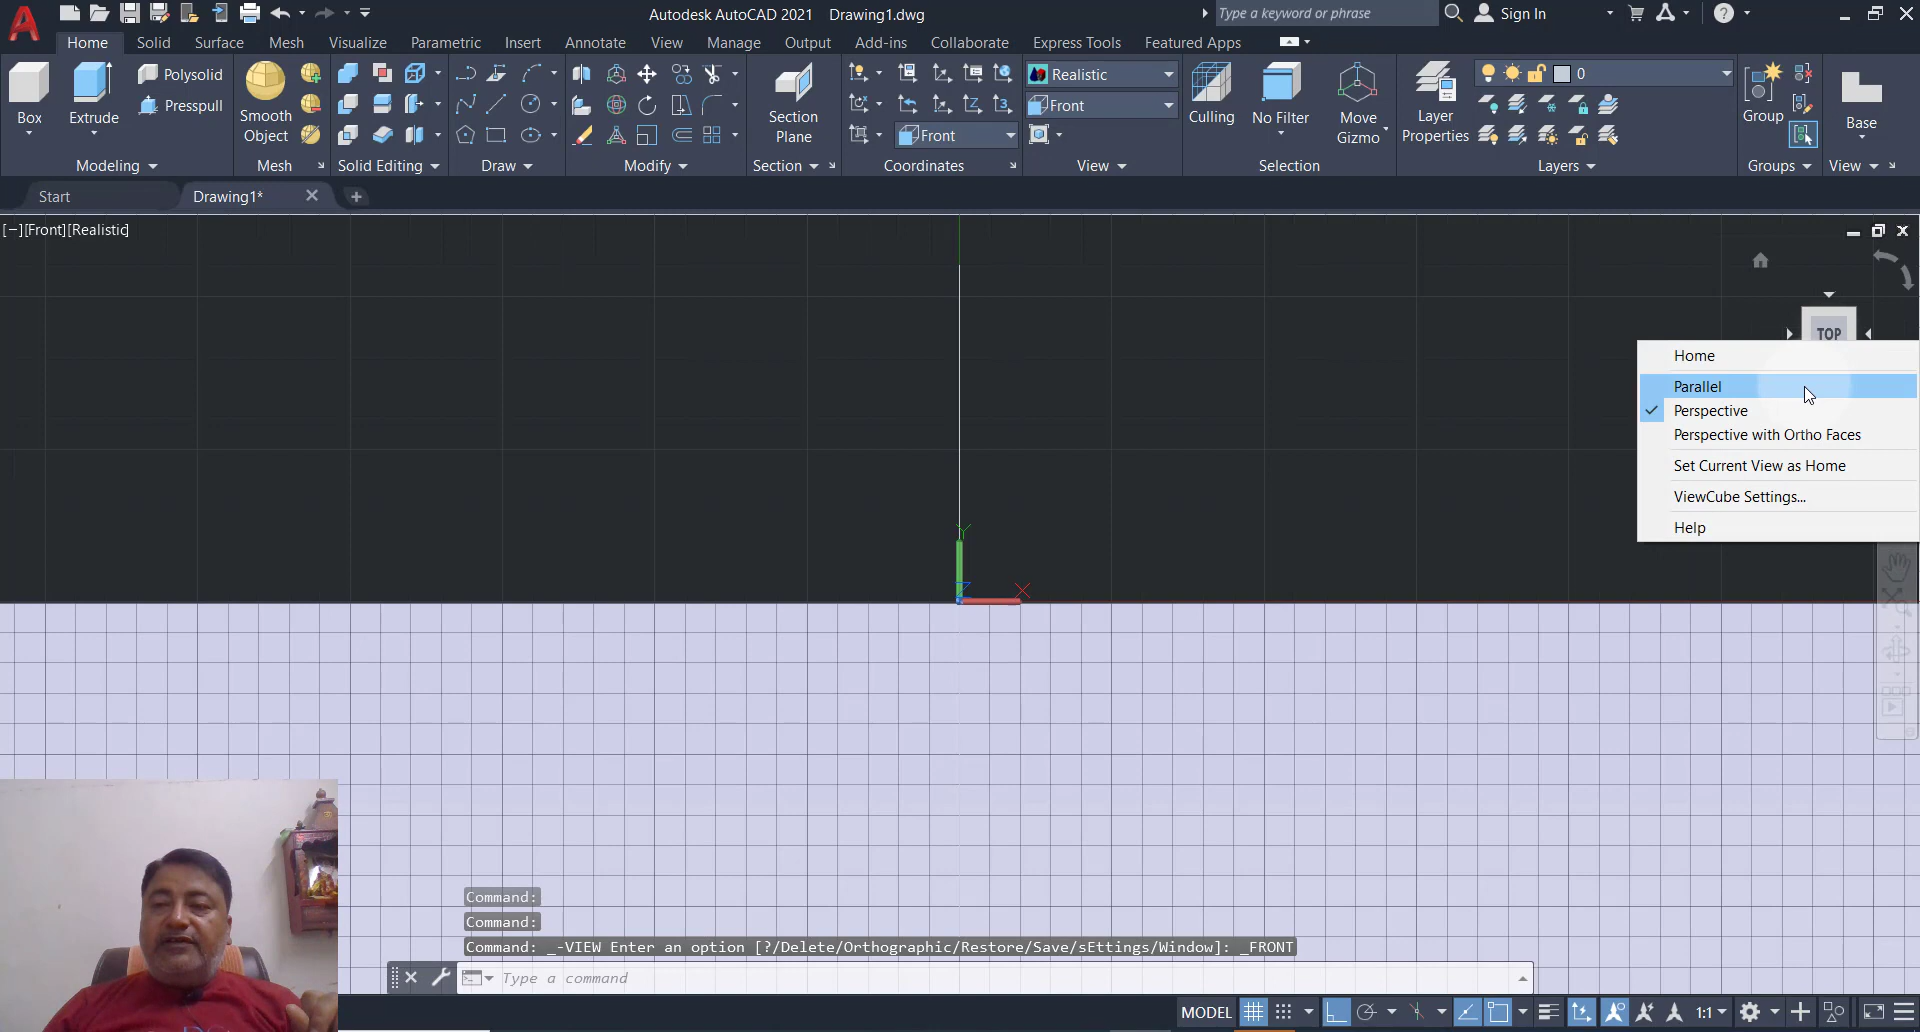 Autodesk AutoCAD 2021 Drawing1.dwg
Type a keyword or phrase
Sign In
Home Solid Surface Mesh Visualize Parametric Insert Annotate View Manage Output Add-ins Collaborate Express Tools Featured Apps
Box
Extrude
Polysolid
Presspull
Smooth
Object
Section
Plane
Realistic
Front
Front
Culling
No Filter
Move
Gizmo
Layer
Properties
0
Group
Base
Modeling
Mesh
Solid Editing
Draw
Modify
Section
Coordinates
View
Selection
Layers
Groups
View
Start
Drawing1*
[−][Front][Realistic]
TOP
Home
Parallel
Perspective
Perspective with Ortho Faces
Set Current View as Home
ViewCube Settings...
Help
Y
Z
X
Command:
Command:
Command: _-VIEW Enter an option [?/Delete/Orthographic/Restore/Save/sEttings/Window]: _FRONT
Type a command
MODEL
1:1